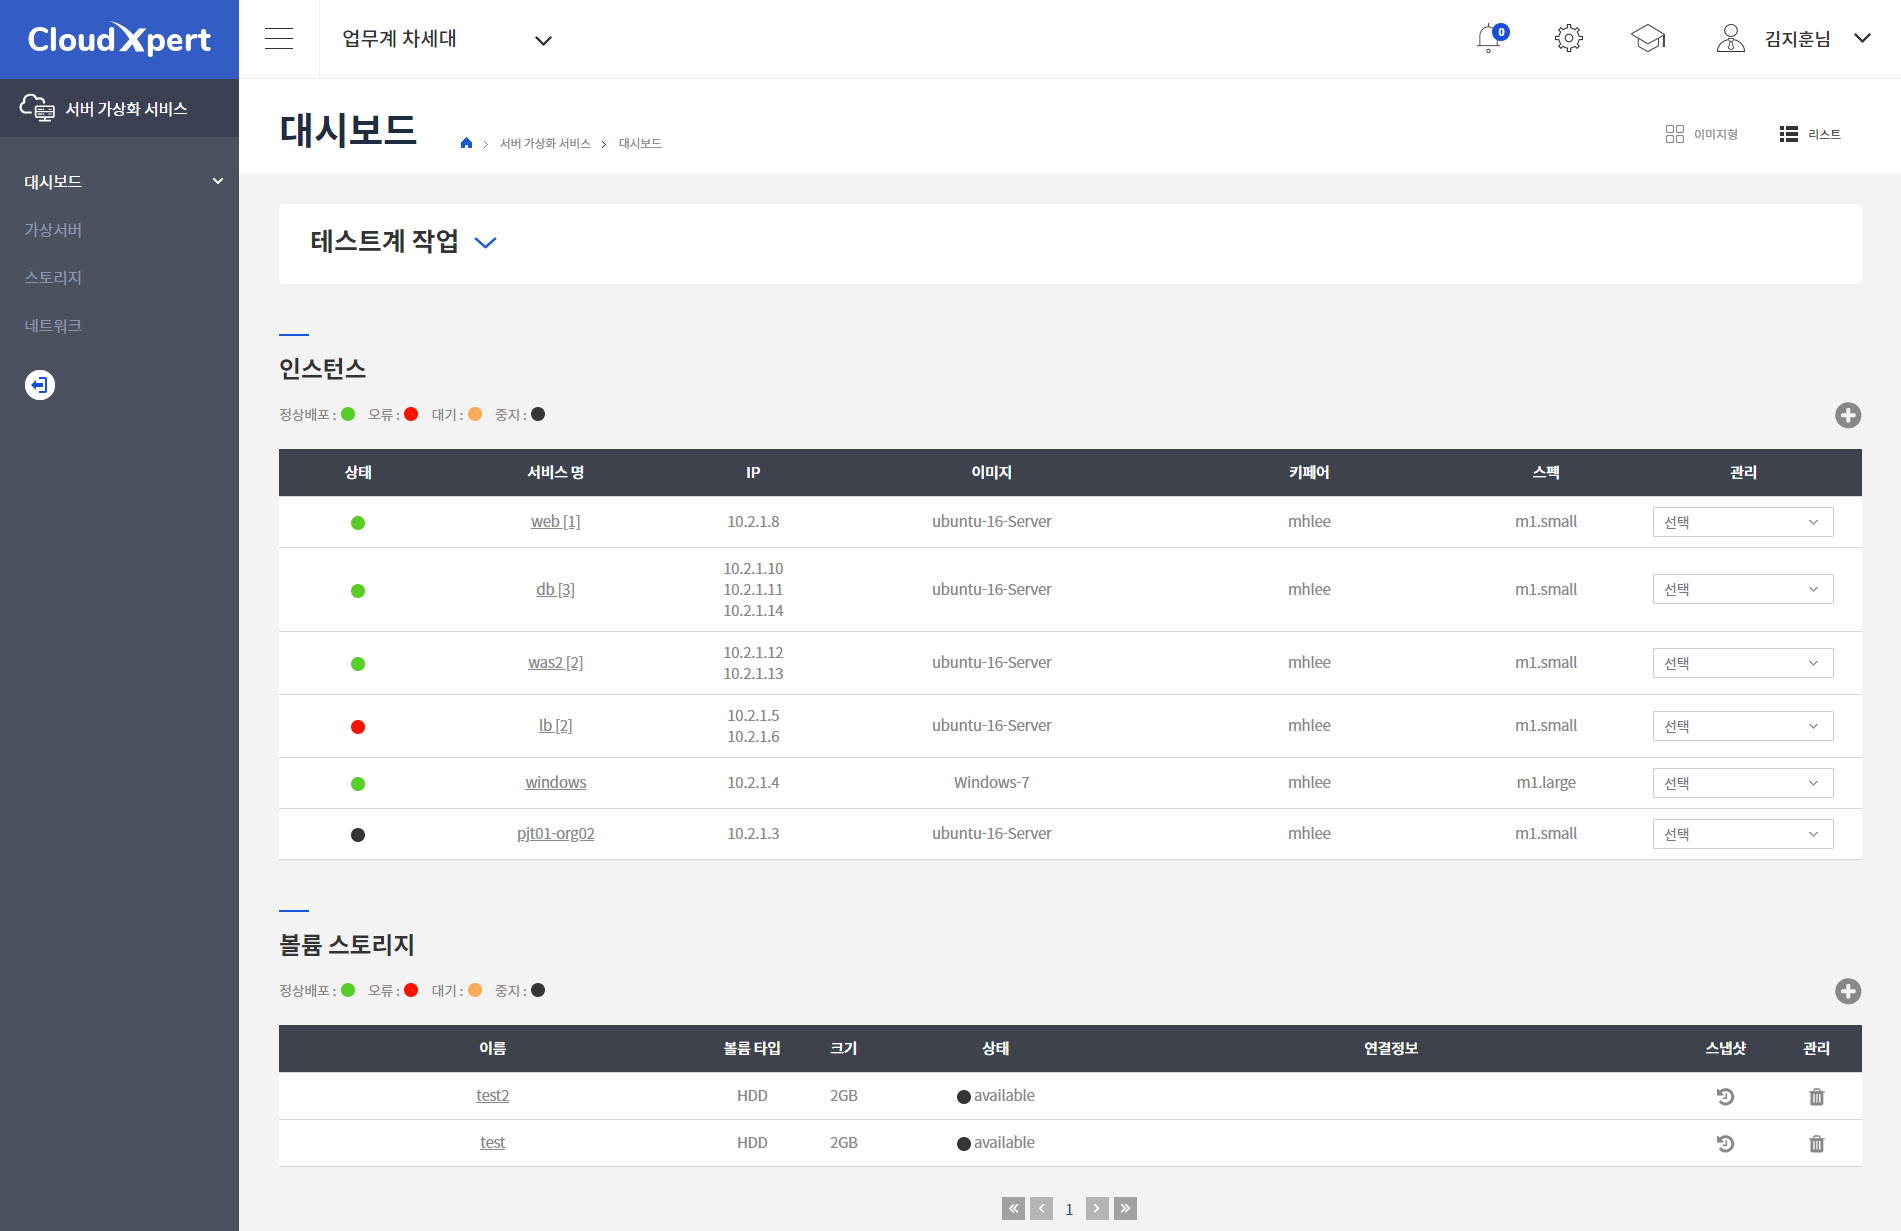 CloudXpert
업무계 차세대
0
김지훈님
서버 가상화 서비스
대시보드
가상서버
스토리지
네트워크
대시보드
서버 가상화 서비스
대시보드
이미지형
리스트
테스트계 작업
인스턴스
정상배포 : 오류 : 대기 : 중지 :
상태 서비스 명 IP 이미지 키페어 스펙 관리
web [1] 10.2.1.8 ubuntu-16-Server mhlee m1.small 선택
db [3] 10.2.1.10 ubuntu-16-Server mhlee m1.small 선택
10.2.1.11
10.2.1.14
was2 [2] 10.2.1.12 ubuntu-16-Server mhlee m1.small 선택
10.2.1.13
lb [2] 10.2.1.5 ubuntu-16-Server mhlee m1.small 선택
10.2.1.6
windows 10.2.1.4 Windows-7 mhlee m1.large 선택
pjt01-org02 10.2.1.3 ubuntu-16-Server mhlee m1.small 선택
볼륨 스토리지
정상배포 : 오류 : 대기 : 중지 :
이름 볼륨 타입 크기 상태 연결정보 스냅샷 관리
test2 HDD 2GB available
test HDD 2GB available
1